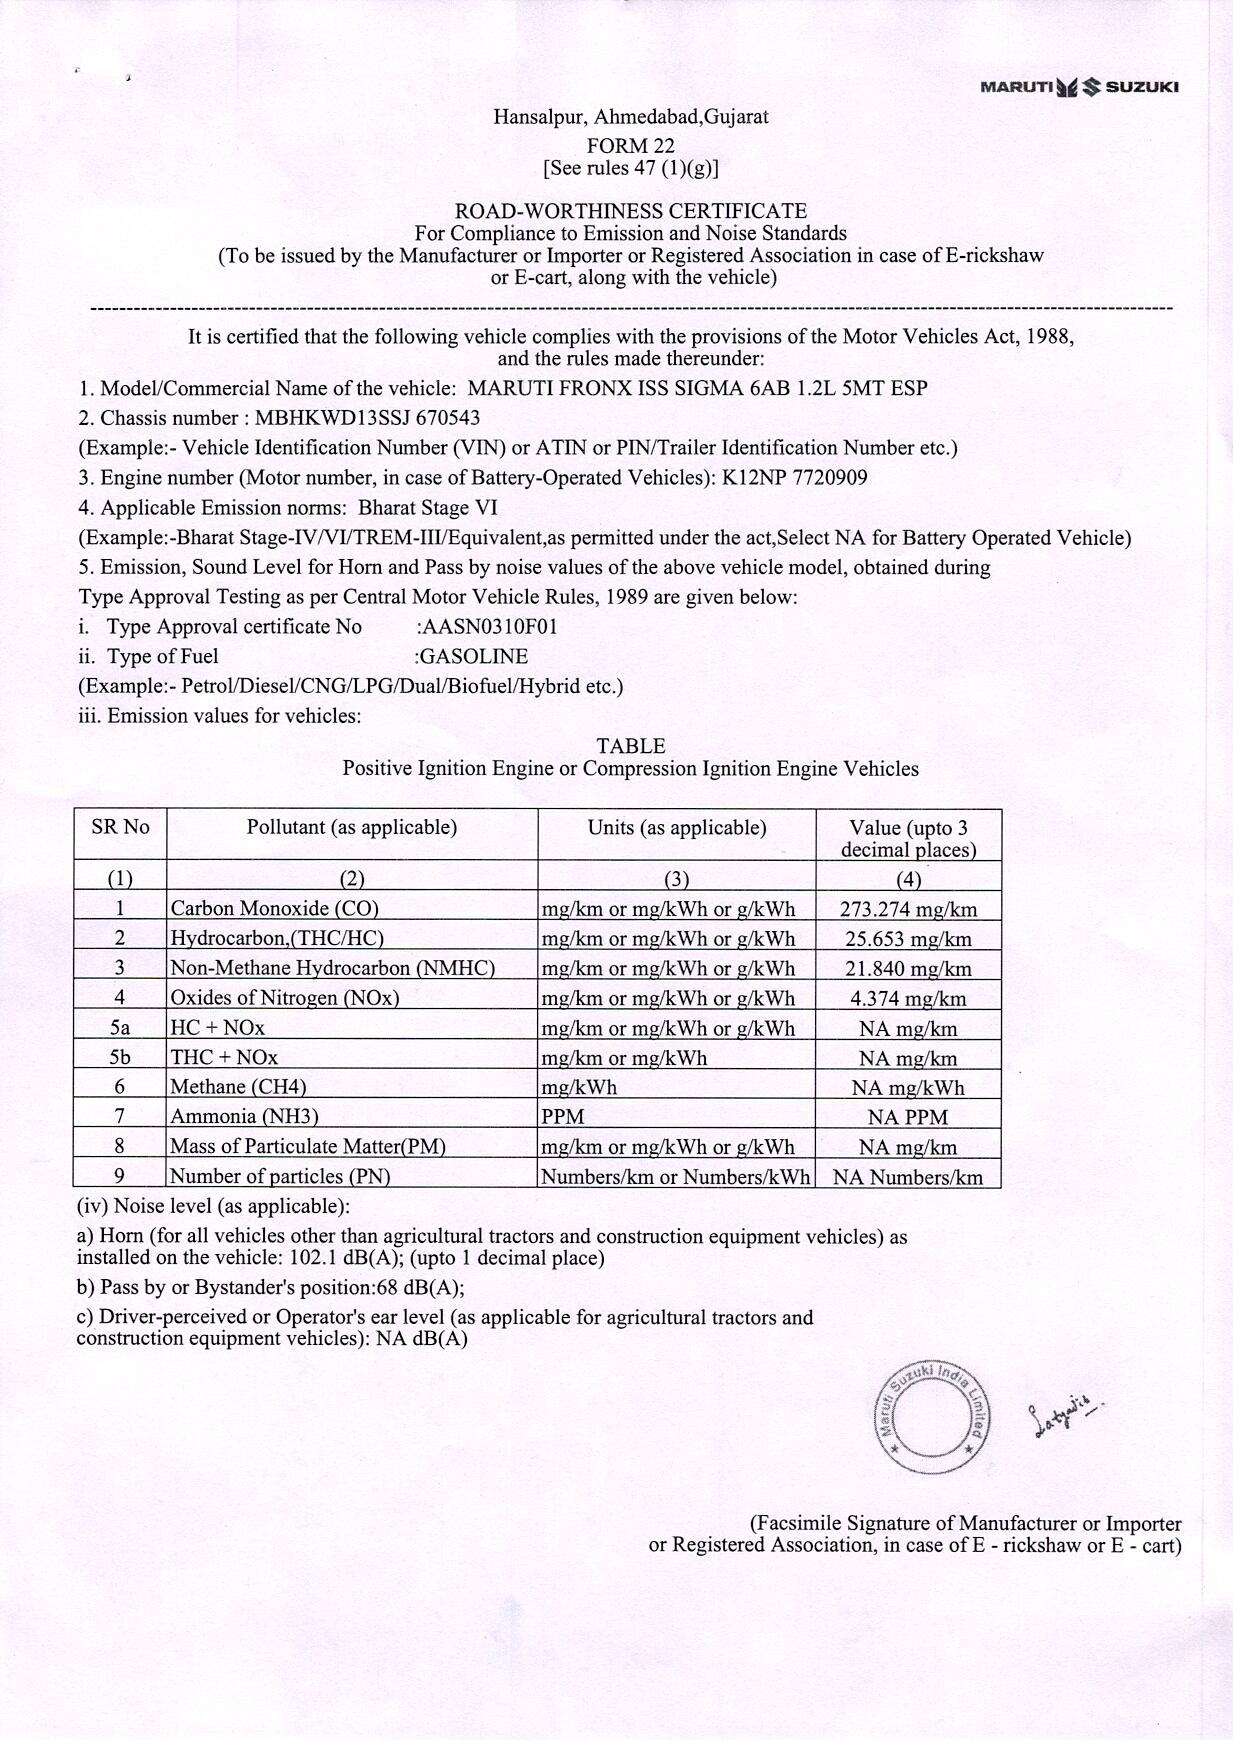 MARUTI SUZUKI
Hansalpur, Ahmedabad,Gujarat
FORM 22
[See rules 47 (1)(g)]
ROAD-WORTHINESS CERTIFICATE
For Compliance to Emission and Noise Standards
(To be issued by the Manufacturer or Importer or Registered Association in case of E-rickshaw
or E-cart, along with the vehicle)
It is certified that the following vehicle complies with the provisions of the Motor Vehicles Act, 1988,
and the rules made thereunder:
1. Model/Commercial Name of the vehicle: MARUTI FRONX ISS SIGMA 6AB 1.2L 5MT ESP
2. Chassis number : MBHKWD13SSJ 670543
(Example:- Vehicle Identification Number (VIN) or ATIN or PIN/Trailer Identification Number etc.)
3. Engine number (Motor number, in case of Battery-Operated Vehicles): K12NP 7720909
4. Applicable Emission norms: Bharat Stage VI
(Example:-Bharat Stage-IV/VI/TREM-III/Equivalent,as permitted under the act,Select NA for Battery Operated Vehicle)
5. Emission, Sound Level for Horn and Pass by noise values of the above vehicle model, obtained during
Type Approval Testing as per Central Motor Vehicle Rules, 1989 are given below:
i. Type Approval certificate No :AASN0310F01
ii. Type of Fuel :GASOLINE
(Example:- Petrol/Diesel/CNG/LPG/Dual/Biofuel/Hybrid etc.)
iii. Emission values for vehicles:
TABLE
Positive Ignition Engine or Compression Ignition Engine Vehicles
SR No Pollutant (as applicable) Units (as applicable) Value (upto 3
decimal places)
(1) (2) (3) (4)
1 Carbon Monoxide (CO) mg/km or mg/kWh or g/kWh 273.274 mg/km
2 Hydrocarbon,(THC/HC) mg/km or mg/kWh or g/kWh 25.653 mg/km
3 Non-Methane Hydrocarbon (NMHC) mg/km or mg/kWh or g/kWh 21.840 mg/km
4 Oxides of Nitrogen (NOx) mg/km or mg/kWh or g/kWh 4.374 mg/km
5a HC + NOx mg/km or mg/kWh or g/kWh NA mg/km
5b THC + NOx mg/km or mg/kWh NA mg/km
6 Methane (CH4) mg/kWh NA mg/kWh
7 Ammonia (NH3) PPM NA PPM
8 Mass of Particulate Matter(PM) mg/km or mg/kWh or g/kWh NA mg/km
9 Number of particles (PN) Numbers/km or Numbers/kWh NA Numbers/km
(iv) Noise level (as applicable):
a) Horn (for all vehicles other than agricultural tractors and construction equipment vehicles) as
installed on the vehicle: 102.1 dB(A); (upto 1 decimal place)
b) Pass by or Bystander's position:68 dB(A);
c) Driver-perceived or Operator's ear level (as applicable for agricultural tractors and
construction equipment vehicles): NA dB(A)
Maruti Suzuki India Limited
(Facsimile Signature of Manufacturer or Importer
or Registered Association, in case of E - rickshaw or E - cart)